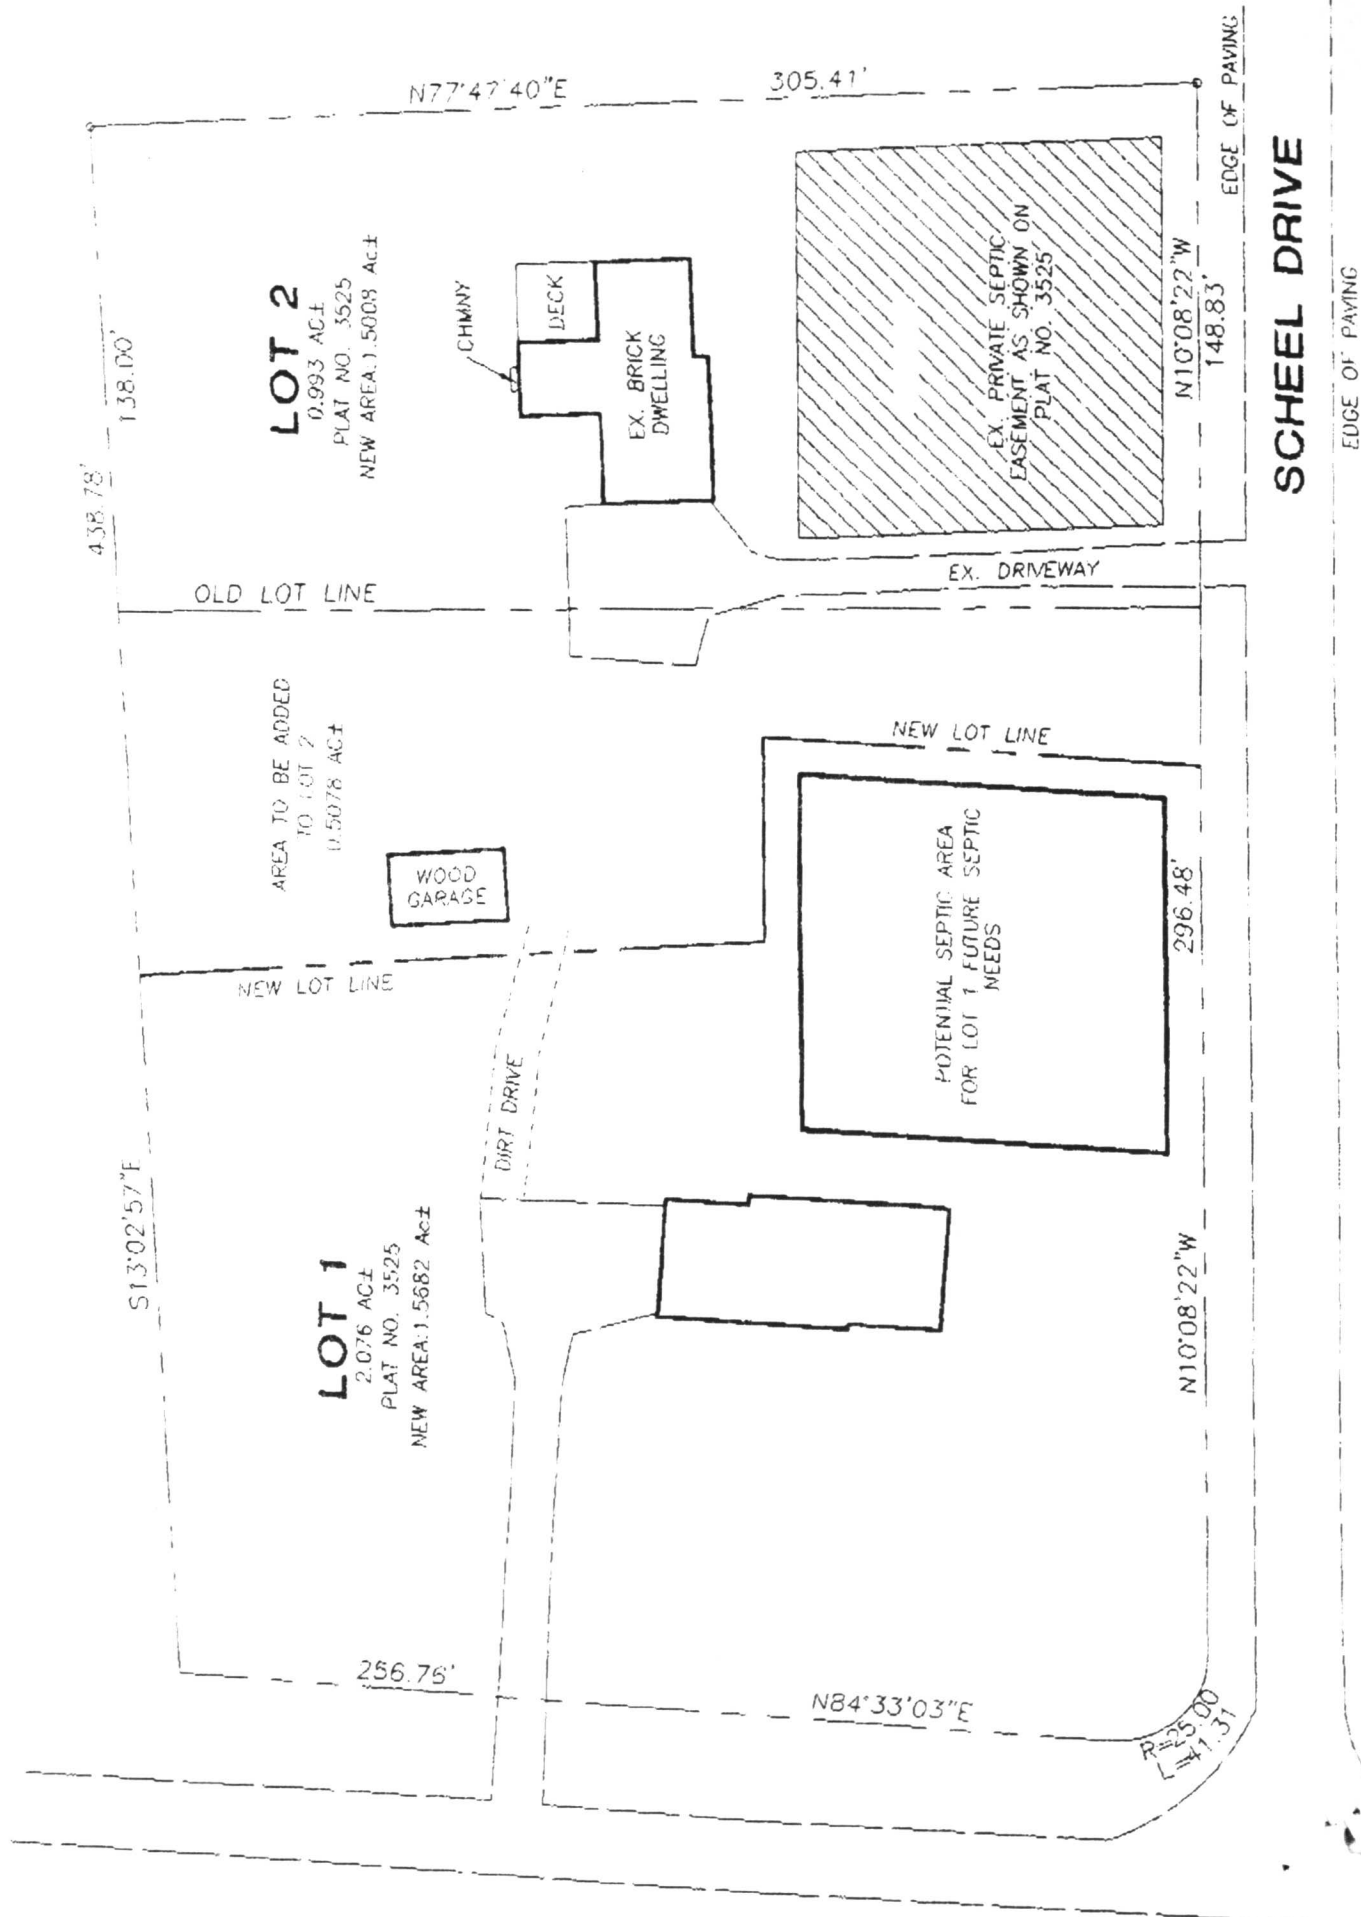 N77°47'40"E
305.41'
EDGE OF PAVING
SCHEEL DRIVE
EDGE OF PAVING
438.78'
138.00'
LOT 2
0.993 AC±
PLAT NO. 3525
NEW AREA:1.5008 Ac±
CHMNY
DECK
EX. BRICK
DWELLING
EX. PRIVATE SEPTIC
EASEMENT AS SHOWN ON
PLAT NO. 3525
N10°08'22"W
148.83'
OLD LOT LINE
EX. DRIVEWAY
AREA TO BE ADDED
TO LOT 2
0.5078 AC±
WOOD
GARAGE
NEW LOT LINE
NEW LOT LINE
POTENTIAL SEPTIC AREA
FOR LOT 1 FUTURE SEPTIC
NEEDS
296.48'
DIRT DRIVE
S13°02'57"E
LOT 1
2.076 AC±
PLAT NO. 3525
NEW AREA:1.5682 Ac±
N10°08'22"W
256.76'
N84°33'03"E
R=25.00
L=41.31